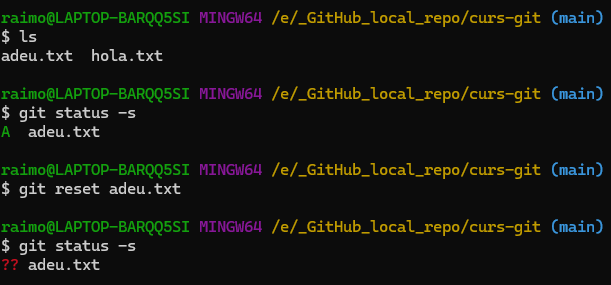 raimo@LAPTOP-BARQQ5SI MINGW64 /e/_GitHub_local_repo/curs-git (main)
$ ls
adeu.txt  hola.txt
raimo@LAPTOP-BARQQ5SI MINGW64 /e/_GitHub_local_repo/curs-git (main)
$ git status -s
A  adeu.txt
raimo@LAPTOP-BARQQ5SI MINGW64 /e/_GitHub_local_repo/curs-git (main)
$ git reset adeu.txt
raimo@LAPTOP-BARQQ5SI MINGW64 /e/_GitHub_local_repo/curs-git (main)
$ git status -s
?? adeu.txt